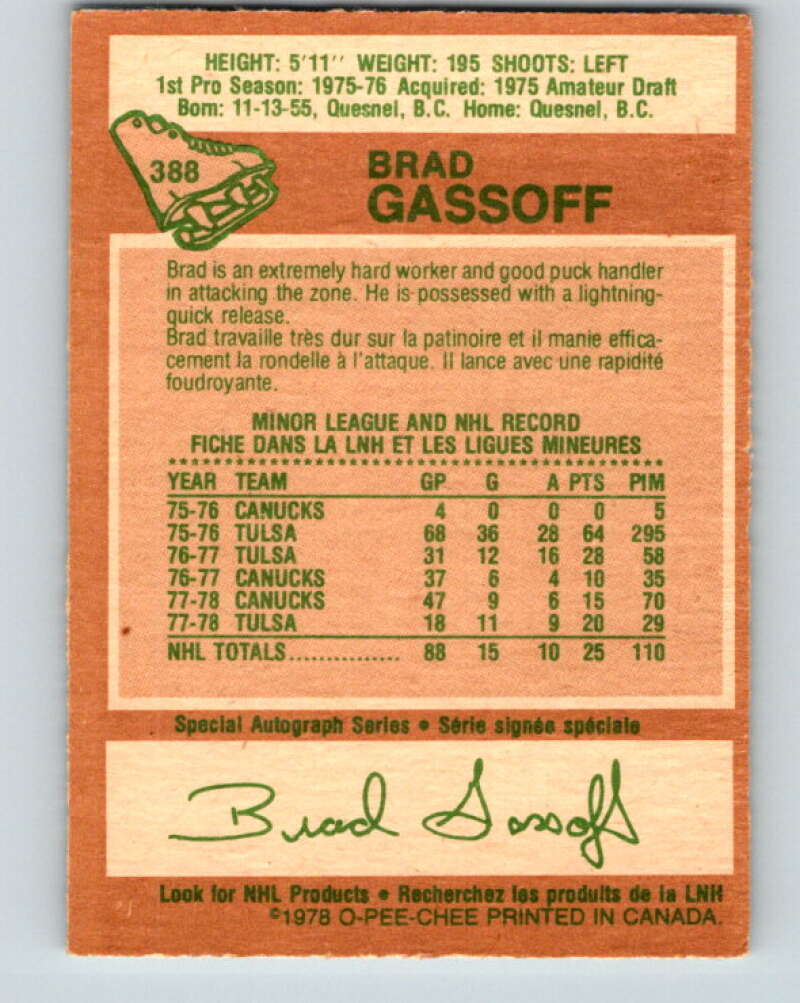 HEIGHT: 5'11'' WEIGHT: 195 SHOOTS: LEFT
1st Pro Season: 1975-76 Acquired: 1975 Amateur Draft
Born: 11-13-55, Quesnel, B.C. Home: Quesnel, B.C.
388
BRAD
GASSOFF
Brad is an extremely hard worker and good puck handler
in attacking the zone. He is possessed with a lightning-
quick release.
Brad travaille très dur sur la patinoire et il manie effica-
cement la rondelle à l'attaque. Il lance avec une rapidité
foudroyante.
MINOR LEAGUE AND NHL RECORD
FICHE DANS LA LNH ET LES LIGUES MINEURES
YEAR TEAM GP G A PTS PIM
75-76 CANUCKS 4 0 0 0 5
75-76 TULSA 68 36 28 64 295
76-77 TULSA 31 12 16 28 58
76-77 CANUCKS 37 6 4 10 35
77-78 CANUCKS 47 9 6 15 70
77-78 TULSA 18 11 9 20 29
NHL TOTALS............... 88 15 10 25 110
Special Autograph Series • Série signée spéciale
Brad Gassoff
Look for NHL Products • Recherchez les produits de la LNH
©1978 O-PEE-CHEE PRINTED IN CANADA.